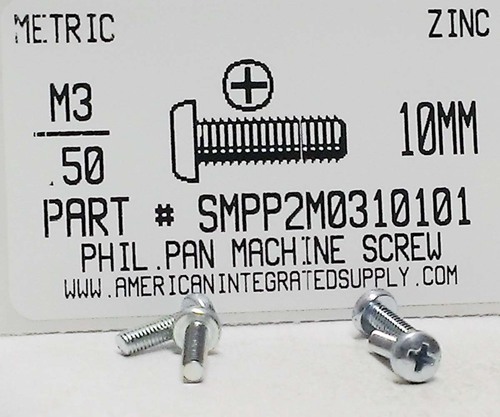 METRIC ZINC
M3
.50
10MM
PART # SMPP2M0310101
PHIL.PAN MACHINE SCREW
WWW.AMERICANINTEGRATEDSUPPLY.COM